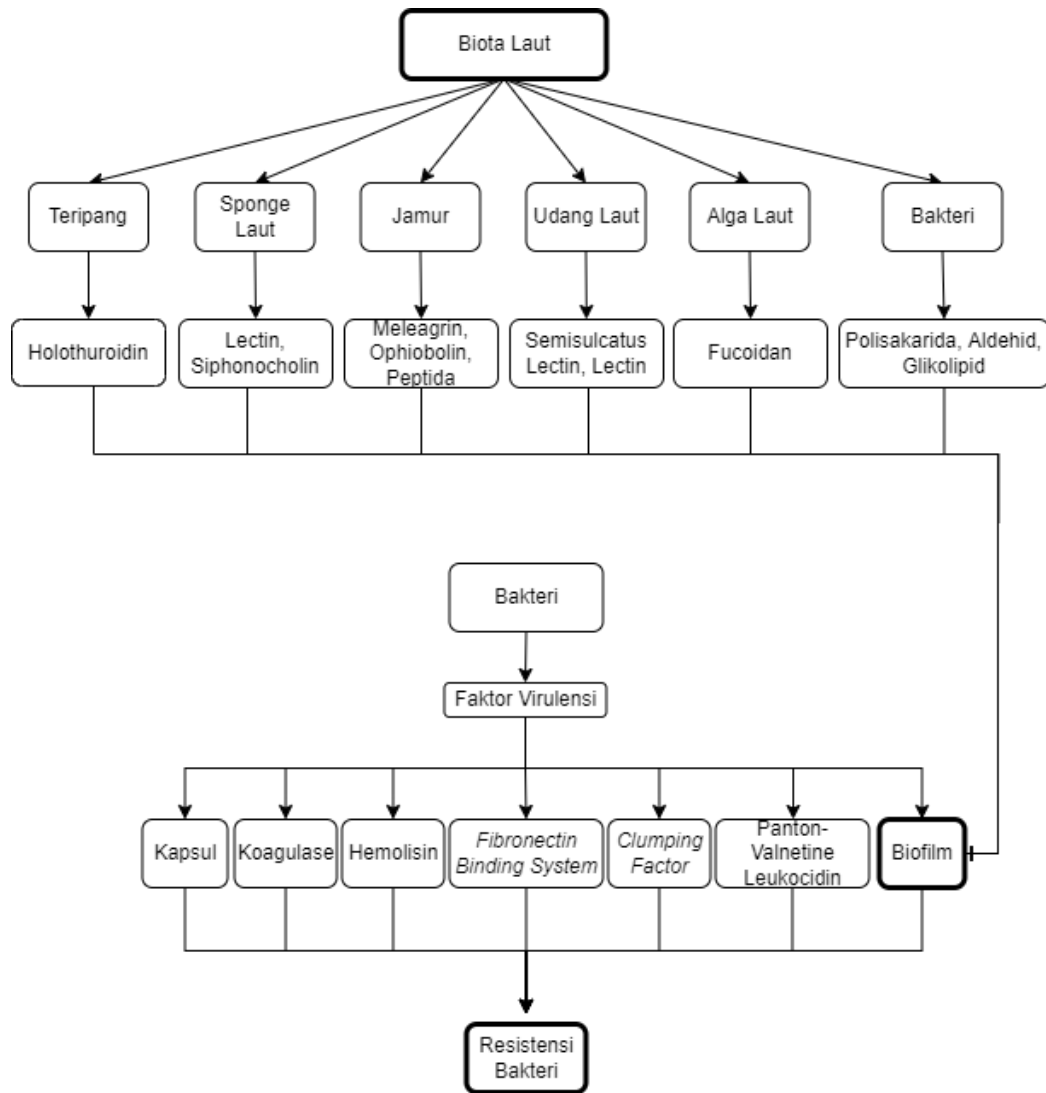 Biota Laut
Teripang
Sponge
Laut
Jamur
Udang Laut
Alga Laut
Bakteri
Holothuroidin
Lectin,
Siphonocholin
Meleagrin,
Ophiobolin,
Peptida
Semisulcatus
Lectin, Lectin
Fucoidan
Polisakarida, Aldehid,
Glikolipid
Bakteri
Faktor Virulensi
Kapsul
Koagulase
Hemolisin
Fibronectin
Binding System
Clumping
Factor
Panton-
Valnetine
Leukocidin
Biofilm
Resistensi
Bakteri